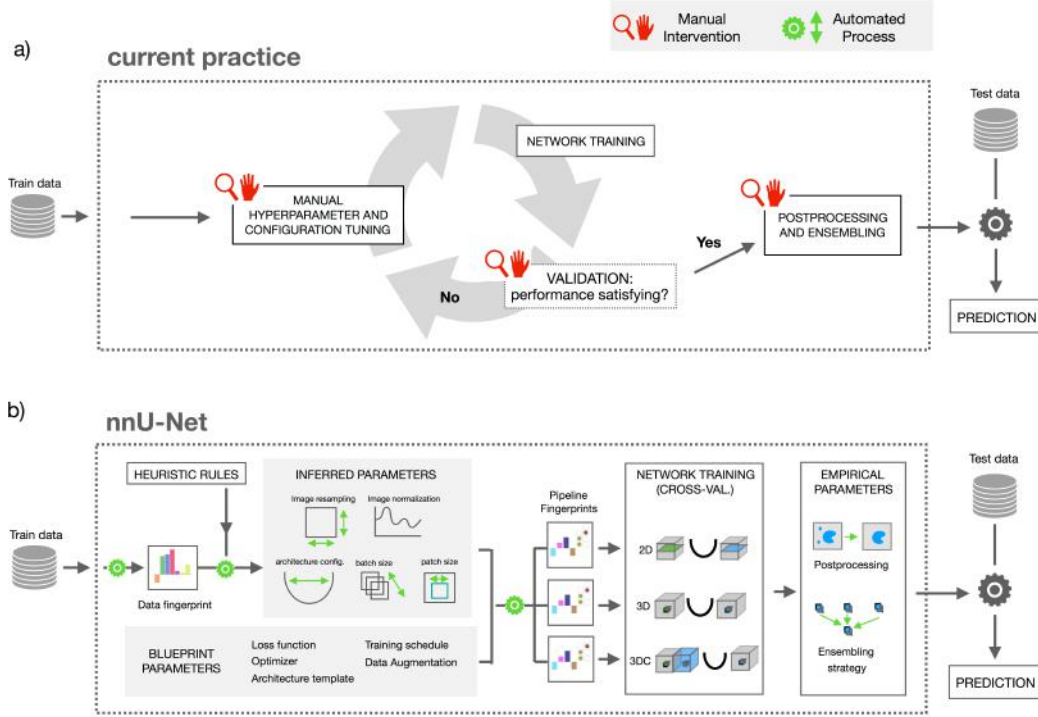 Manual
Intervention
Automated
Process
a)
current practice
Test data
NETWORK TRAINING
Train data
MANUAL
HYPERPARAMETER AND
CONFIGURATION TUNING
POSTPROCESSING
AND ENSEMBLING
Yes
VALIDATION:
performance satisfying?
No
PREDICTION
b)
nnU-Net
HEURISTIC RULES
INFERRED PARAMETERS
NETWORK TRAINING
(CROSS-VAL.)
EMPIRICAL
PARAMETERS
Test data
Image resampling
Image normalization
Pipeline
Fingerprints
Train data
2D
architecture config.
batch size
patch size
Postprocessing
Data fingerprint
3D
BLUEPRINT
PARAMETERS
Loss function
Optimizer
Architecture template
Training schedule
Data Augmentation
3DC
Ensembling
strategy
PREDICTION